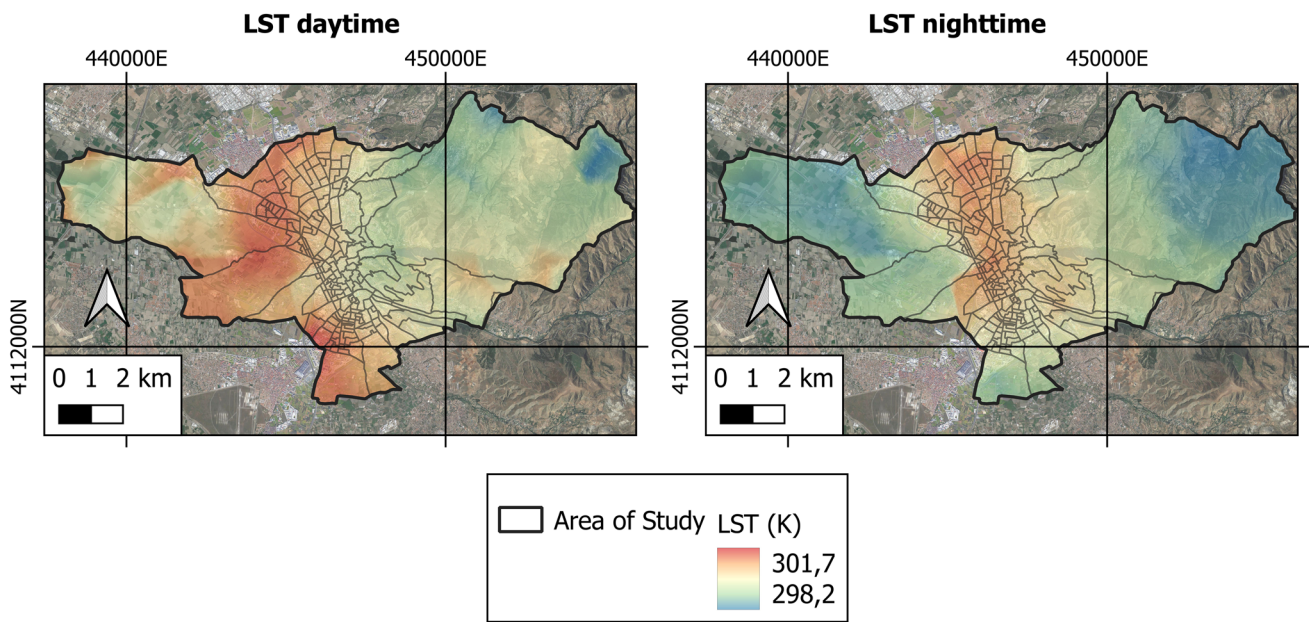 LST daytime
440000E 450000E
4112000N
0 1 2 km
LST nighttime
440000E 450000E
4112000N
0 1 2 km
Area of Study
LST (K)
301,7
298,2